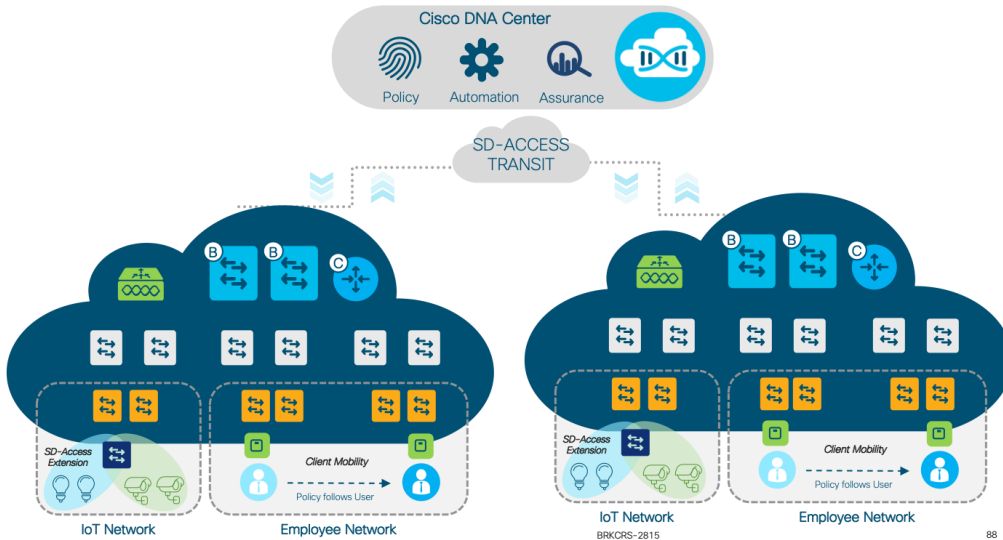 Cisco DNA Center
Policy
Automation
Assurance
SD-ACCESS
TRANSIT
B
B
C
B
B
C
SD-Access
Extension
Client Mobility
Policy follows User
IoT Network
Employee Network
SD-Access
Extension
Client Mobility
Policy follows User
IoT Network
Employee Network
BRKCRS-2815
88